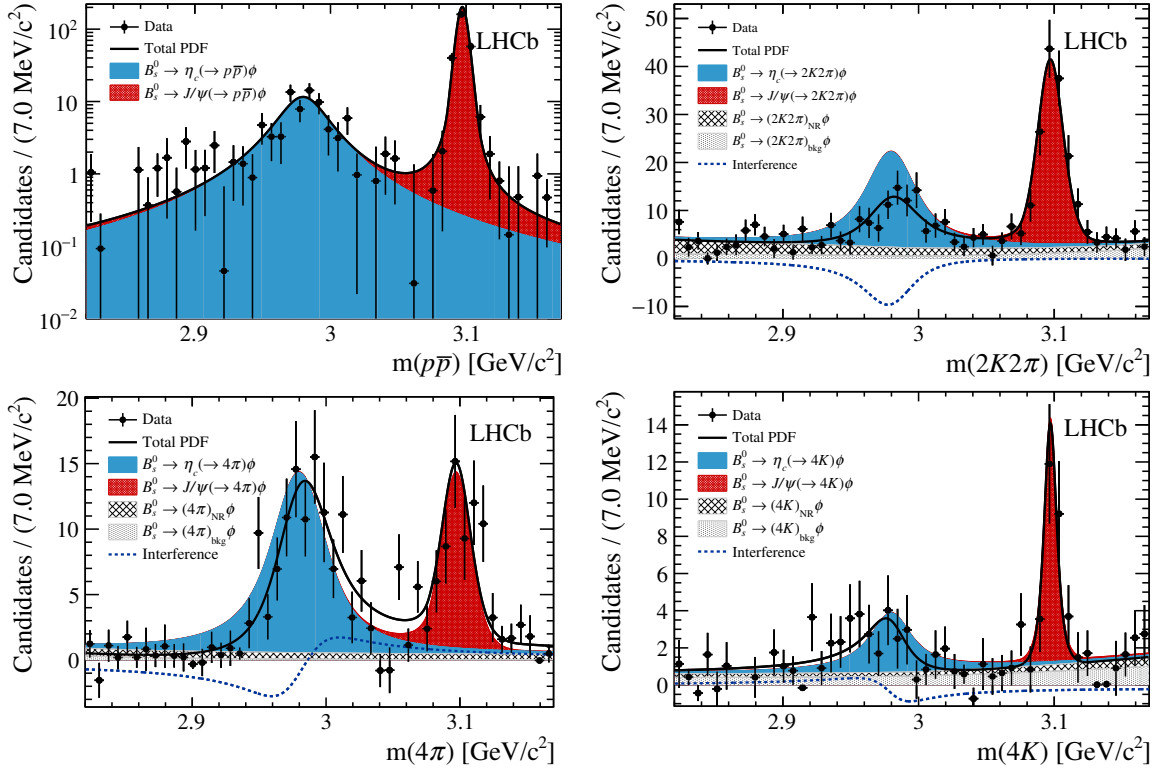 Candidates / (7.0 MeV/c²)
10²
10
1
10⁻¹
10⁻²
Data
Total PDF
B⁰ₛ → η_c(→ pp̅)ϕ
B⁰ₛ → J/ψ(→ pp̅)ϕ
LHCb
2.9
3
3.1
m(pp̅) [GeV/c²]
Candidates / (7.0 MeV/c²)
50
40
30
20
10
0
−10
Data
Total PDF
B⁰ₛ → η_c(→ 2K2π)ϕ
B⁰ₛ → J/ψ(→ 2K2π)ϕ
B⁰ₛ → (2K2π)_NR ϕ
B⁰ₛ → (2K2π)_bkg ϕ
Interference
LHCb
2.9
3
3.1
m(2K2π) [GeV/c²]
Candidates / (7.0 MeV/c²)
20
15
10
5
0
Data
Total PDF
B⁰ₛ → η_c(→ 4π)ϕ
B⁰ₛ → J/ψ(→ 4π)ϕ
B⁰ₛ → (4π)_NR ϕ
B⁰ₛ → (4π)_bkg ϕ
Interference
LHCb
2.9
3
3.1
m(4π) [GeV/c²]
Candidates / (7.0 MeV/c²)
14
12
10
8
6
4
2
0
Data
Total PDF
B⁰ₛ → η_c(→ 4K)ϕ
B⁰ₛ → J/ψ(→ 4K)ϕ
B⁰ₛ → (4K)_NR ϕ
B⁰ₛ → (4K)_bkg ϕ
Interference
LHCb
2.9
3
3.1
m(4K) [GeV/c²]